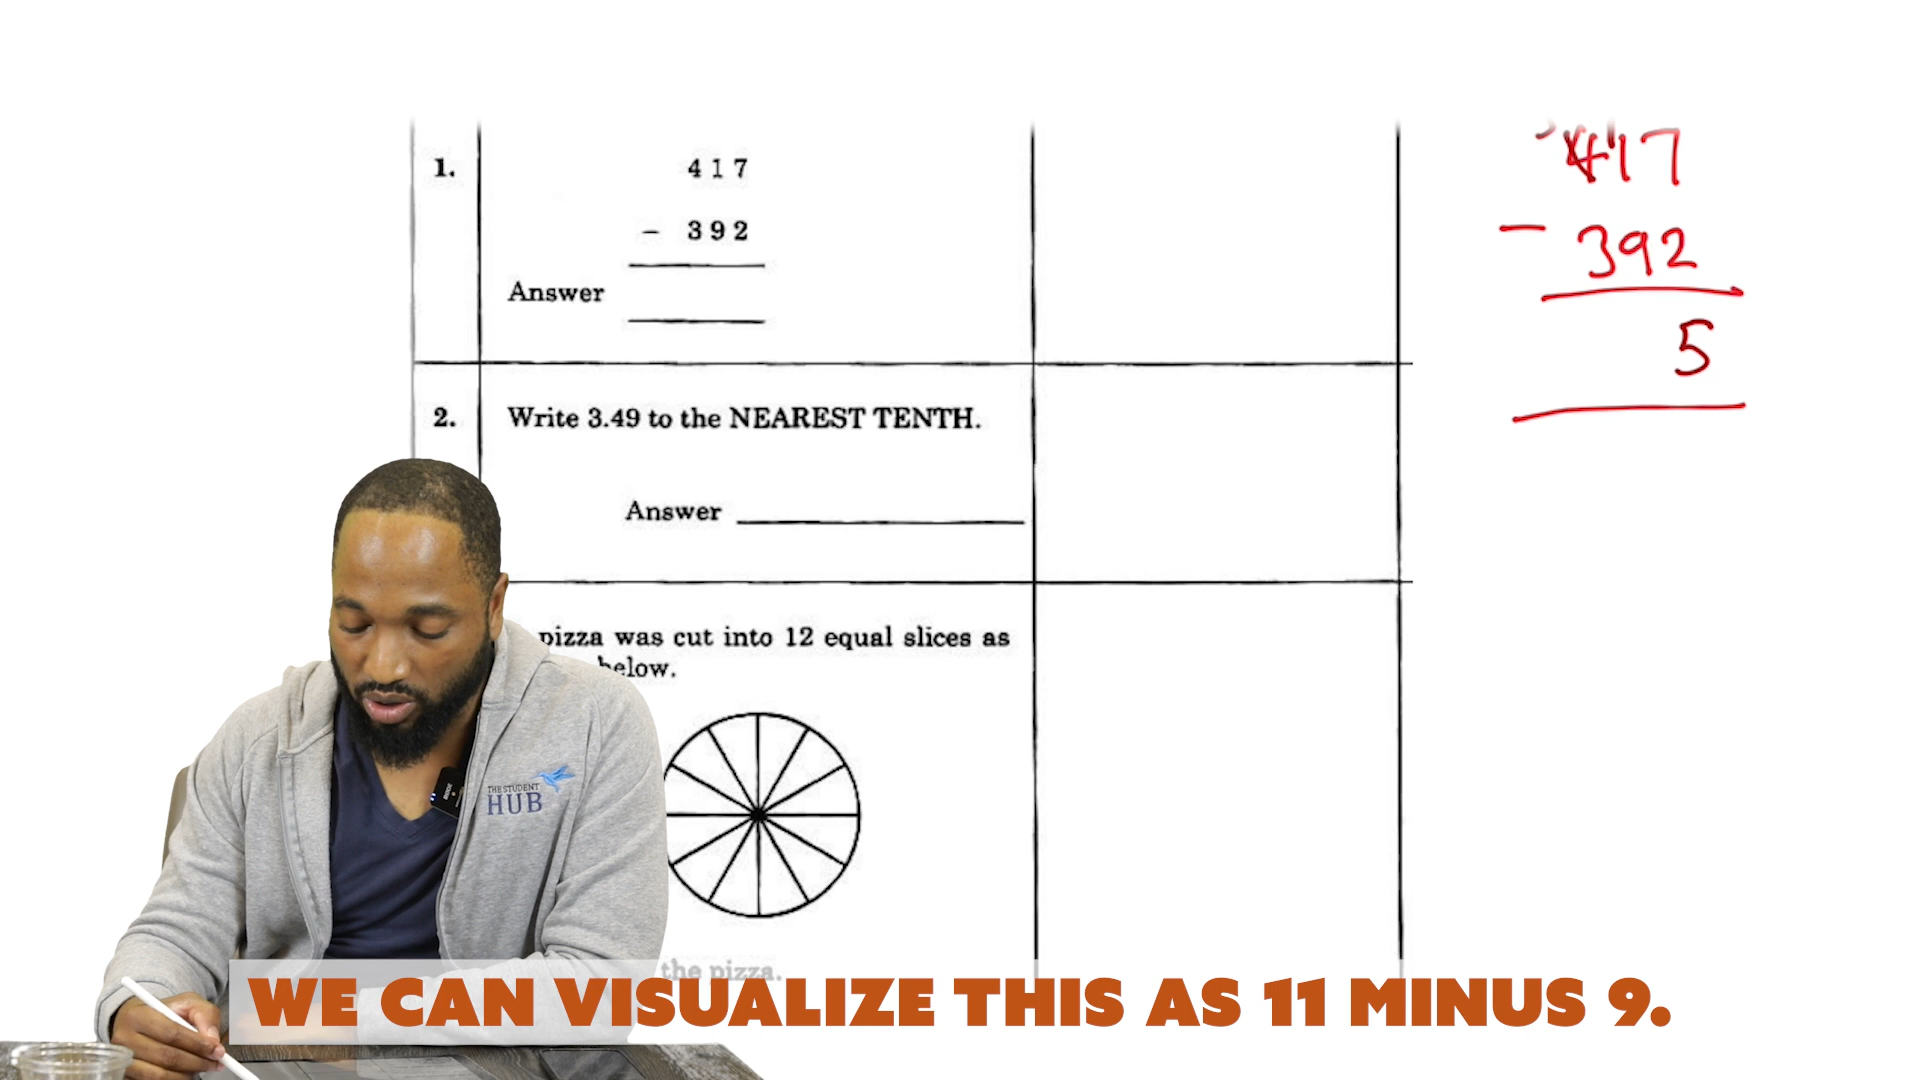 1.
417
- 392
Answer
2.
Write 3.49 to the NEAREST TENTH.
Answer
pizza was cut into 12 equal slices as
below.
the pizza.
417
- 392
5
THE STUDENT
HUB
WE CAN VISUALIZE THIS AS 11 MINUS 9.